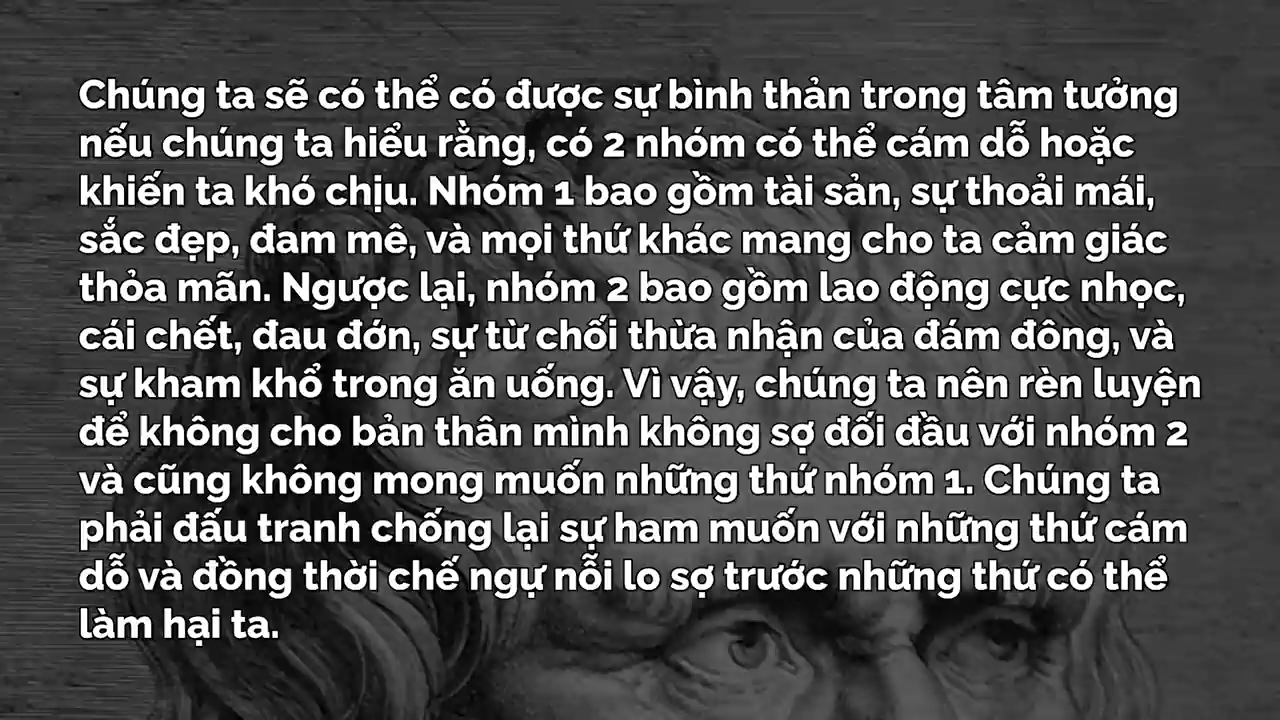 Chúng ta sẽ có thể có được sự bình thản trong tâm tưởng
nếu chúng ta hiểu rằng, có 2 nhóm có thể cám dỗ hoặc
khiến ta khó chịu. Nhóm 1 bao gồm tài sản, sự thoải mái,
sắc đẹp, đam mê, và mọi thứ khác mang cho ta cảm giác
thỏa mãn. Ngược lại, nhóm 2 bao gồm lao động cực nhọc,
cái chết, đau đớn, sự từ chối thừa nhận của đám đông, và
sự kham khổ trong ăn uống. Vì vậy, chúng ta nên rèn luyện
để không cho bản thân mình không sợ đối đầu với nhóm 2
và cũng không mong muốn những thứ nhóm 1. Chúng ta
phải đấu tranh chống lại sự ham muốn với những thứ cám
dỗ và đồng thời chế ngự nỗi lo sợ trước những thứ có thể
làm hại ta.